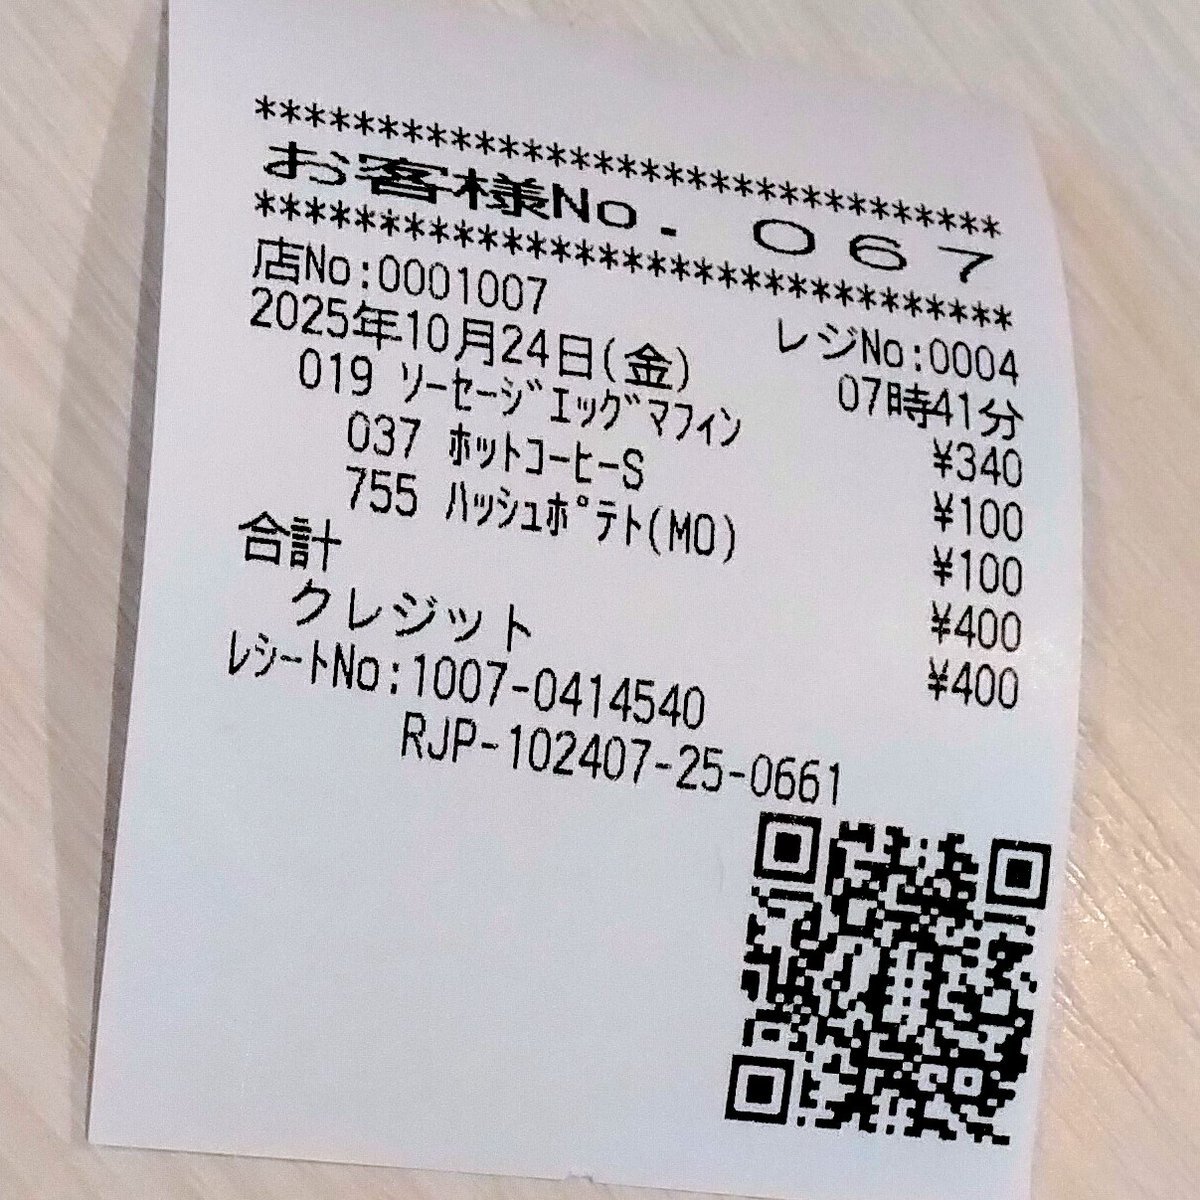 ********************************
お客様No. 067
********************************
店No:0001007 レジNo:0004
2025年10月24日(金) 07時41分
019 ｿｰｾｰｼﾞｴｯｸﾞﾏﾌｨﾝ ¥340
037 ﾎｯﾄｺｰﾋｰS ¥100
755 ﾊｯｼｭﾎﾟﾃﾄ(MO) ¥100
合計 ¥400
クレジット ¥400
ﾚｼｰﾄNo:1007-0414540
RJP-102407-25-0661